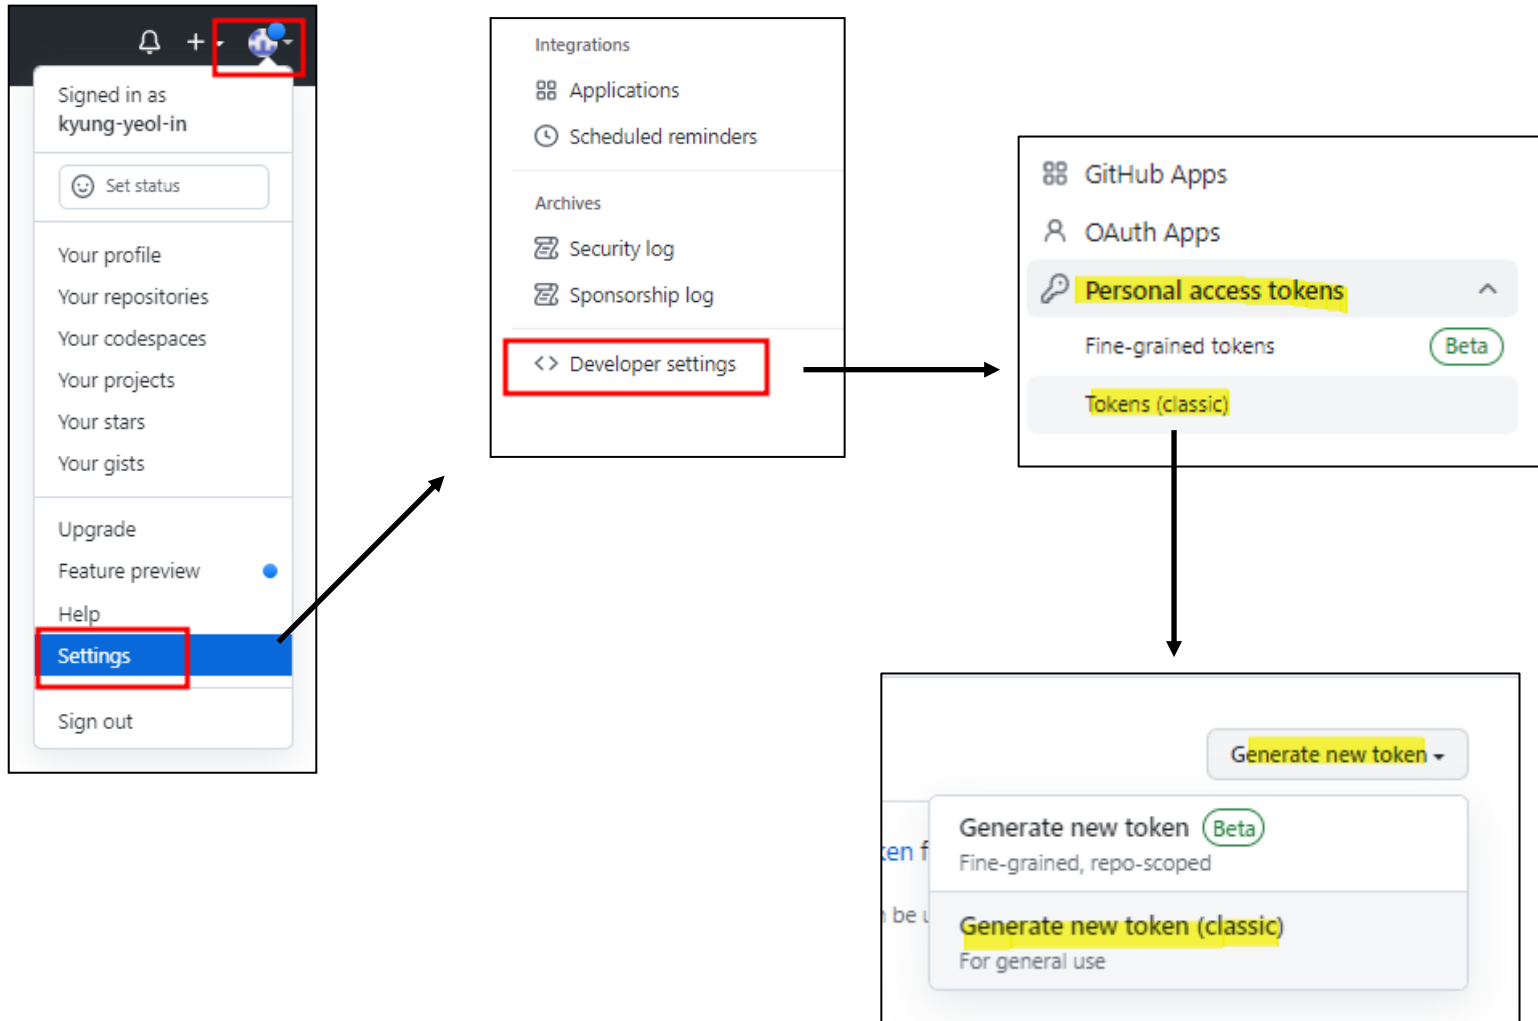 Signed in as
kyung-yeol-in
Set status
Your profile
Your repositories
Your codespaces
Your projects
Your stars
Your gists
Upgrade
Feature preview
Help
Settings
Sign out
Integrations
Applications
Scheduled reminders
Archives
Security log
Sponsorship log
Developer settings
GitHub Apps
OAuth Apps
Personal access tokens
Fine-grained tokens Beta
Tokens (classic)
Generate new token
Generate new token Beta
Fine-grained, repo-scoped
Generate new token (classic)
For general use